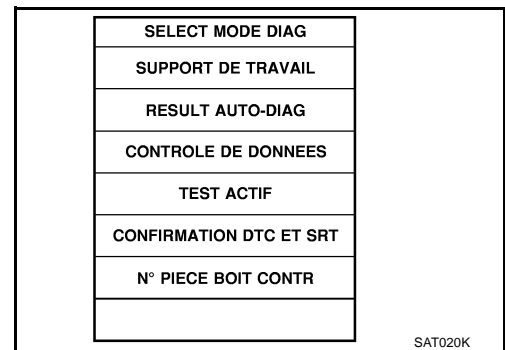 SELECT MODE DIAG
SUPPORT DE TRAVAIL
RESULT AUTO-DIAG
CONTROLE DE DONNEES
TEST ACTIF
CONFIRMATION DTC ET SRT
N° PIECE BOIT CONTR
SAT020K